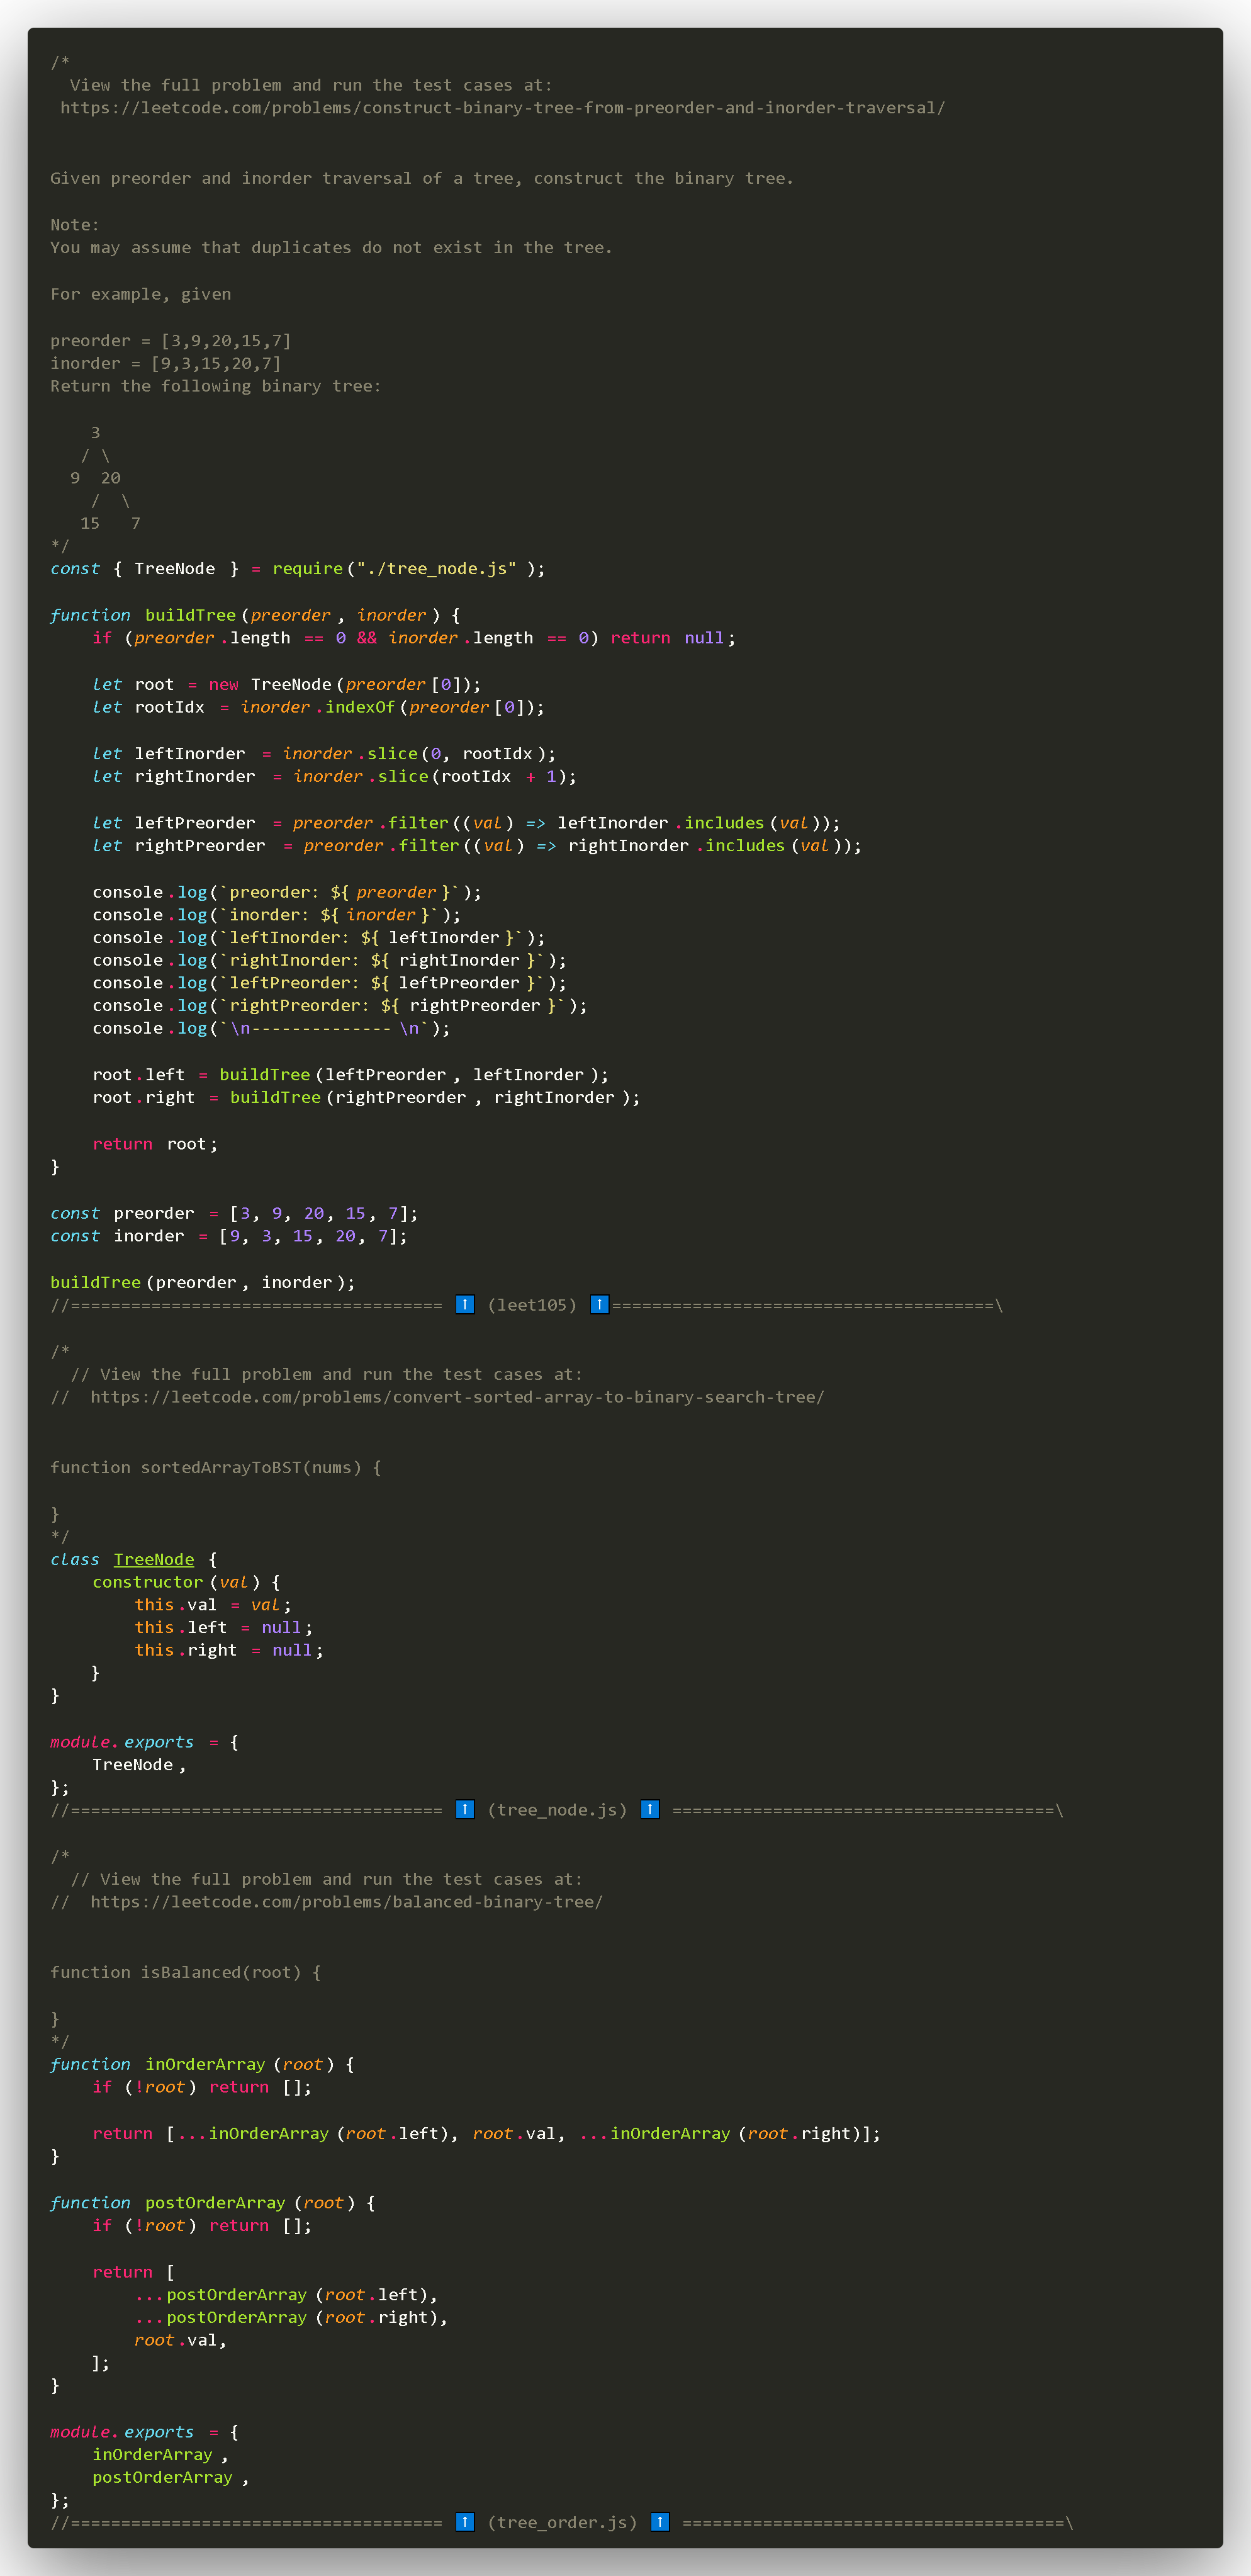 /*
  View the full problem and run the test cases at:
 https://leetcode.com/problems/construct-binary-tree-from-preorder-and-inorder-traversal/

Given preorder and inorder traversal of a tree, construct the binary tree.

Note:
You may assume that duplicates do not exist in the tree.

For example, given

preorder = [3,9,20,15,7]
inorder = [9,3,15,20,7]
Return the following binary tree:

    3
   / \
  9  20
    /  \
   15   7
*/
const { TreeNode } = require("./tree_node.js");

function buildTree(preorder, inorder) {
    if (preorder.length == 0 && inorder.length == 0) return null;

    let root = new TreeNode(preorder[0]);
    let rootIdx = inorder.indexOf(preorder[0]);

    let leftInorder = inorder.slice(0, rootIdx);
    let rightInorder = inorder.slice(rootIdx + 1);

    let leftPreorder = preorder.filter((val) => leftInorder.includes(val));
    let rightPreorder = preorder.filter((val) => rightInorder.includes(val));

    console.log(`preorder: ${preorder}`);
    console.log(`inorder: ${inorder}`);
    console.log(`leftInorder: ${leftInorder}`);
    console.log(`rightInorder: ${rightInorder}`);
    console.log(`leftPreorder: ${leftPreorder}`);
    console.log(`rightPreorder: ${rightPreorder}`);
    console.log(`\n-------------- \n`);

    root.left = buildTree(leftPreorder, leftInorder);
    root.right = buildTree(rightPreorder, rightInorder);

    return root;
}

const preorder = [3, 9, 20, 15, 7];
const inorder = [9, 3, 15, 20, 7];

buildTree(preorder, inorder);
//===================================== ⬆️ (leet105) ⬆️======================================\

/*
  // View the full problem and run the test cases at:
//  https://leetcode.com/problems/convert-sorted-array-to-binary-search-tree/

function sortedArrayToBST(nums) {

}
*/
class TreeNode {
    constructor(val) {
        this.val = val;
        this.left = null;
        this.right = null;
    }
}

module.exports = {
    TreeNode,
};
//===================================== ⬆️ (tree_node.js) ⬆️ ======================================\

/*
  // View the full problem and run the test cases at:
//  https://leetcode.com/problems/balanced-binary-tree/

function isBalanced(root) {

}
*/
function inOrderArray(root) {
    if (!root) return [];

    return [...inOrderArray(root.left), root.val, ...inOrderArray(root.right)];
}

function postOrderArray(root) {
    if (!root) return [];

    return [
        ...postOrderArray(root.left),
        ...postOrderArray(root.right),
        root.val,
    ];
}

module.exports = {
    inOrderArray,
    postOrderArray,
};
//===================================== ⬆️ (tree_order.js) ⬆️ ======================================\